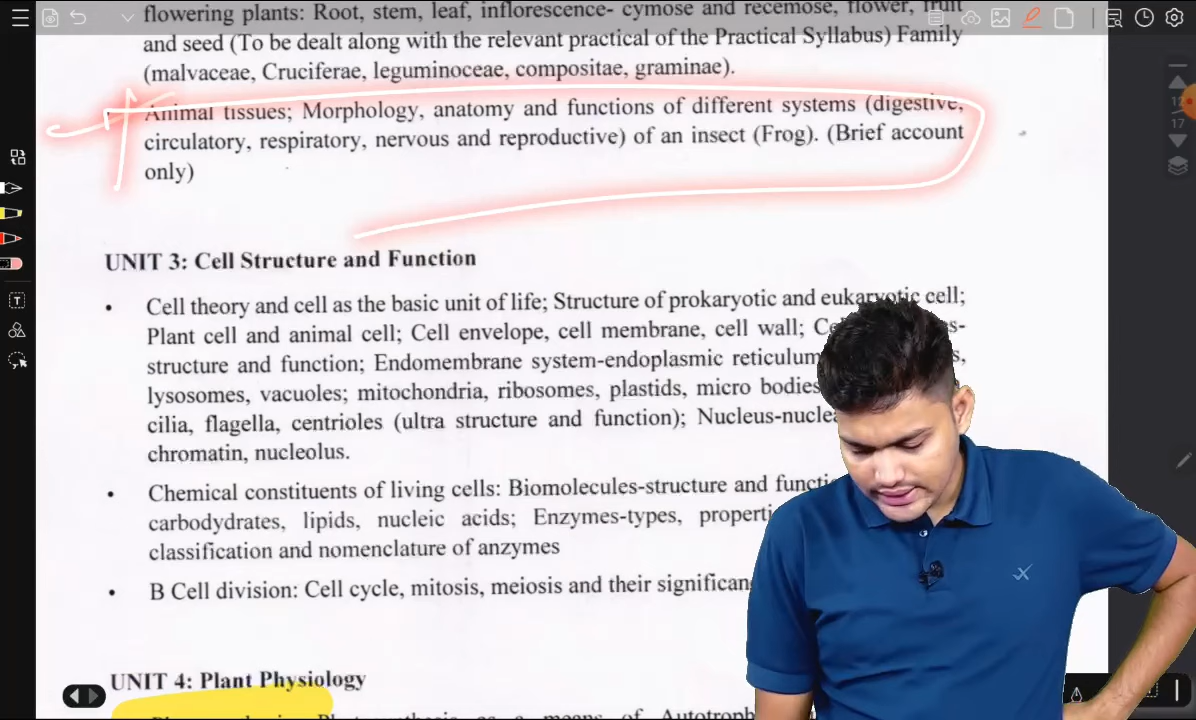 flowering plants: Root, stem, leaf, inflorescence- cymose and recemose, flower, fruit
and seed (To be dealt along with the relevant practical of the Practical Syllabus) Family
(malvaceae, Cruciferae, leguminoceae, compositae, graminae).
Animal tissues; Morphology, anatomy and functions of different systems (digestive,
circulatory, respiratory, nervous and reproductive) of an insect (Frog). (Brief account
only)
UNIT 3: Cell Structure and Function
• Cell theory and cell as the basic unit of life; Structure of prokaryotic and eukaryotic cell;
Plant cell and animal cell; Cell envelope, cell membrane, cell wall;
structure and function; Endomembrane system-endoplasmic reticulum
lysosomes, vacuoles; mitochondria, ribosomes, plastids, micro bodies
cilia, flagella, centrioles (ultra structure and function); Nucleus-
chromatin, nucleolus.
• Chemical constituents of living cells: Biomolecules-structure and
carbodydrates, lipids, nucleic acids; Enzymes-types,
classification and nomenclature of anzymes
• B Cell division: Cell cycle, mitosis, meiosis and their
UNIT 4: Plant Physiology
17